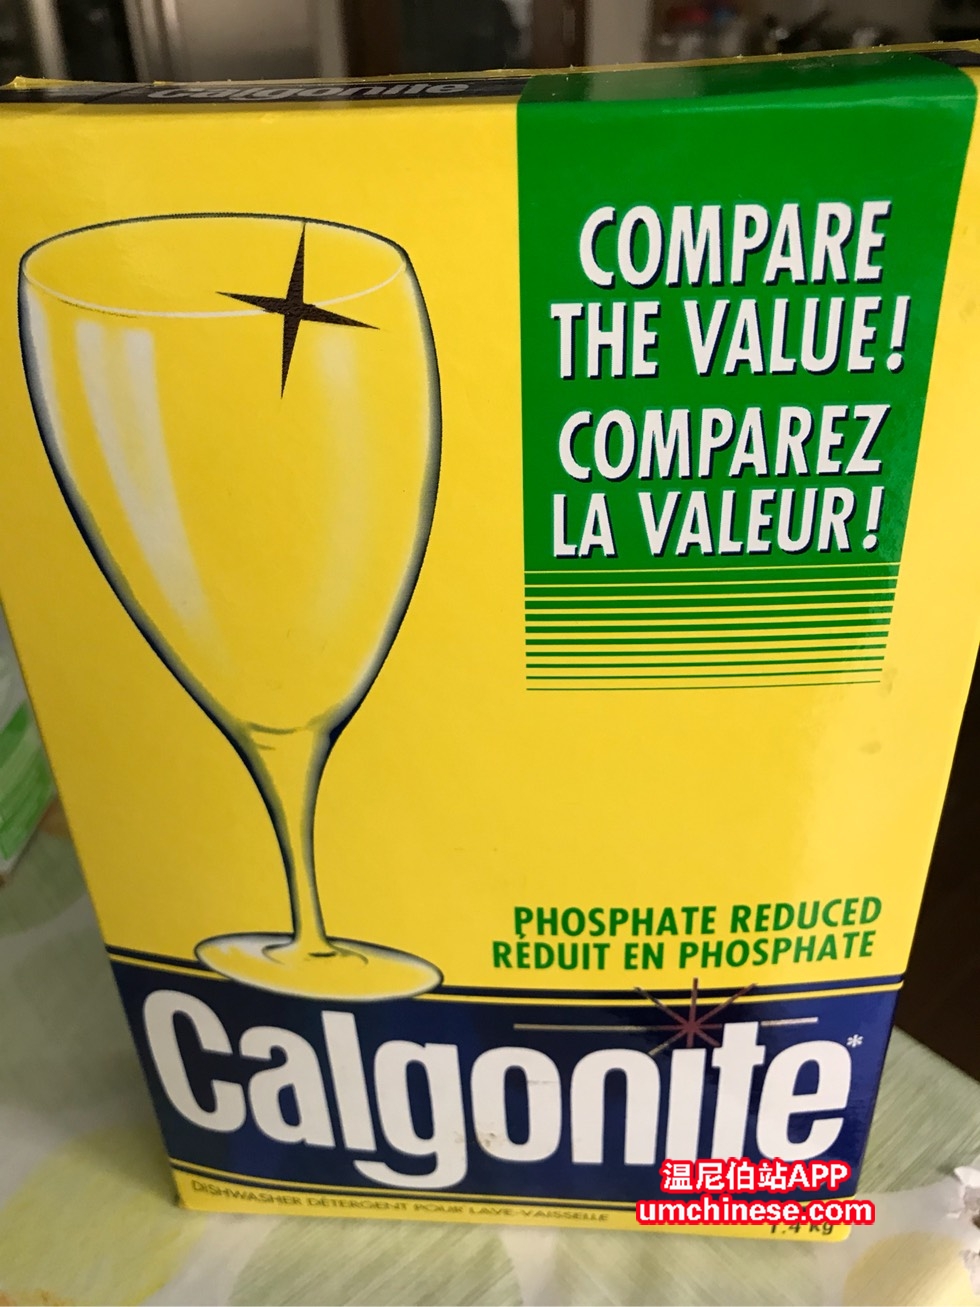 Calgonite
COMPARE
THE VALUE!
COMPAREZ
LA VALEUR!
PHOSPHATE REDUCED
RÉDUIT EN PHOSPHATE
Calgonite*
DISHWASHER DETERGENT POUR LAVE-VAISSELLE
1.4 kg
温尼伯站APP
umchinese.com